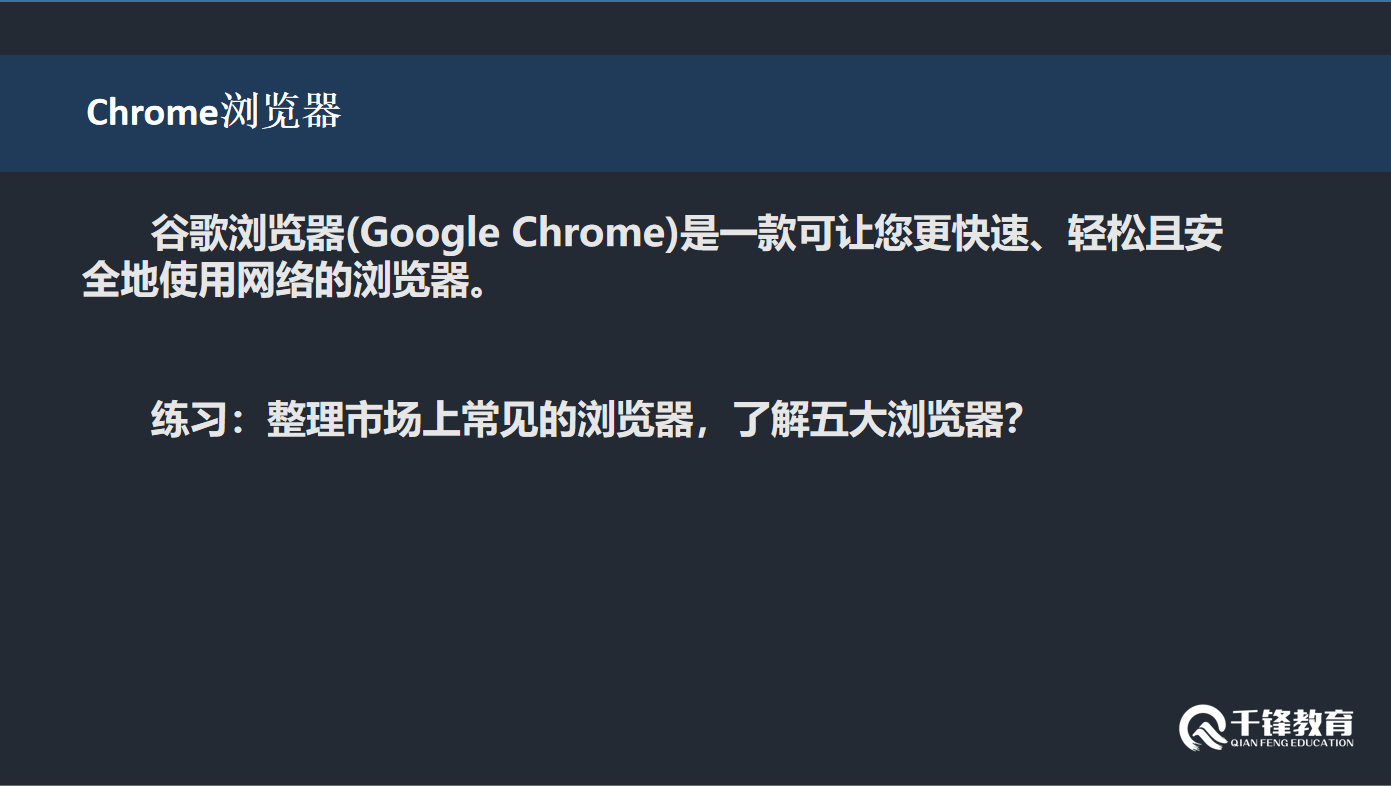 Chrome浏览器
谷歌浏览器(Google Chrome)是一款可让您更快速、轻松且安
全地使用网络的浏览器。
练习：整理市场上常见的浏览器，了解五大浏览器？
千锋教育
QIAN FENG EDUCATION